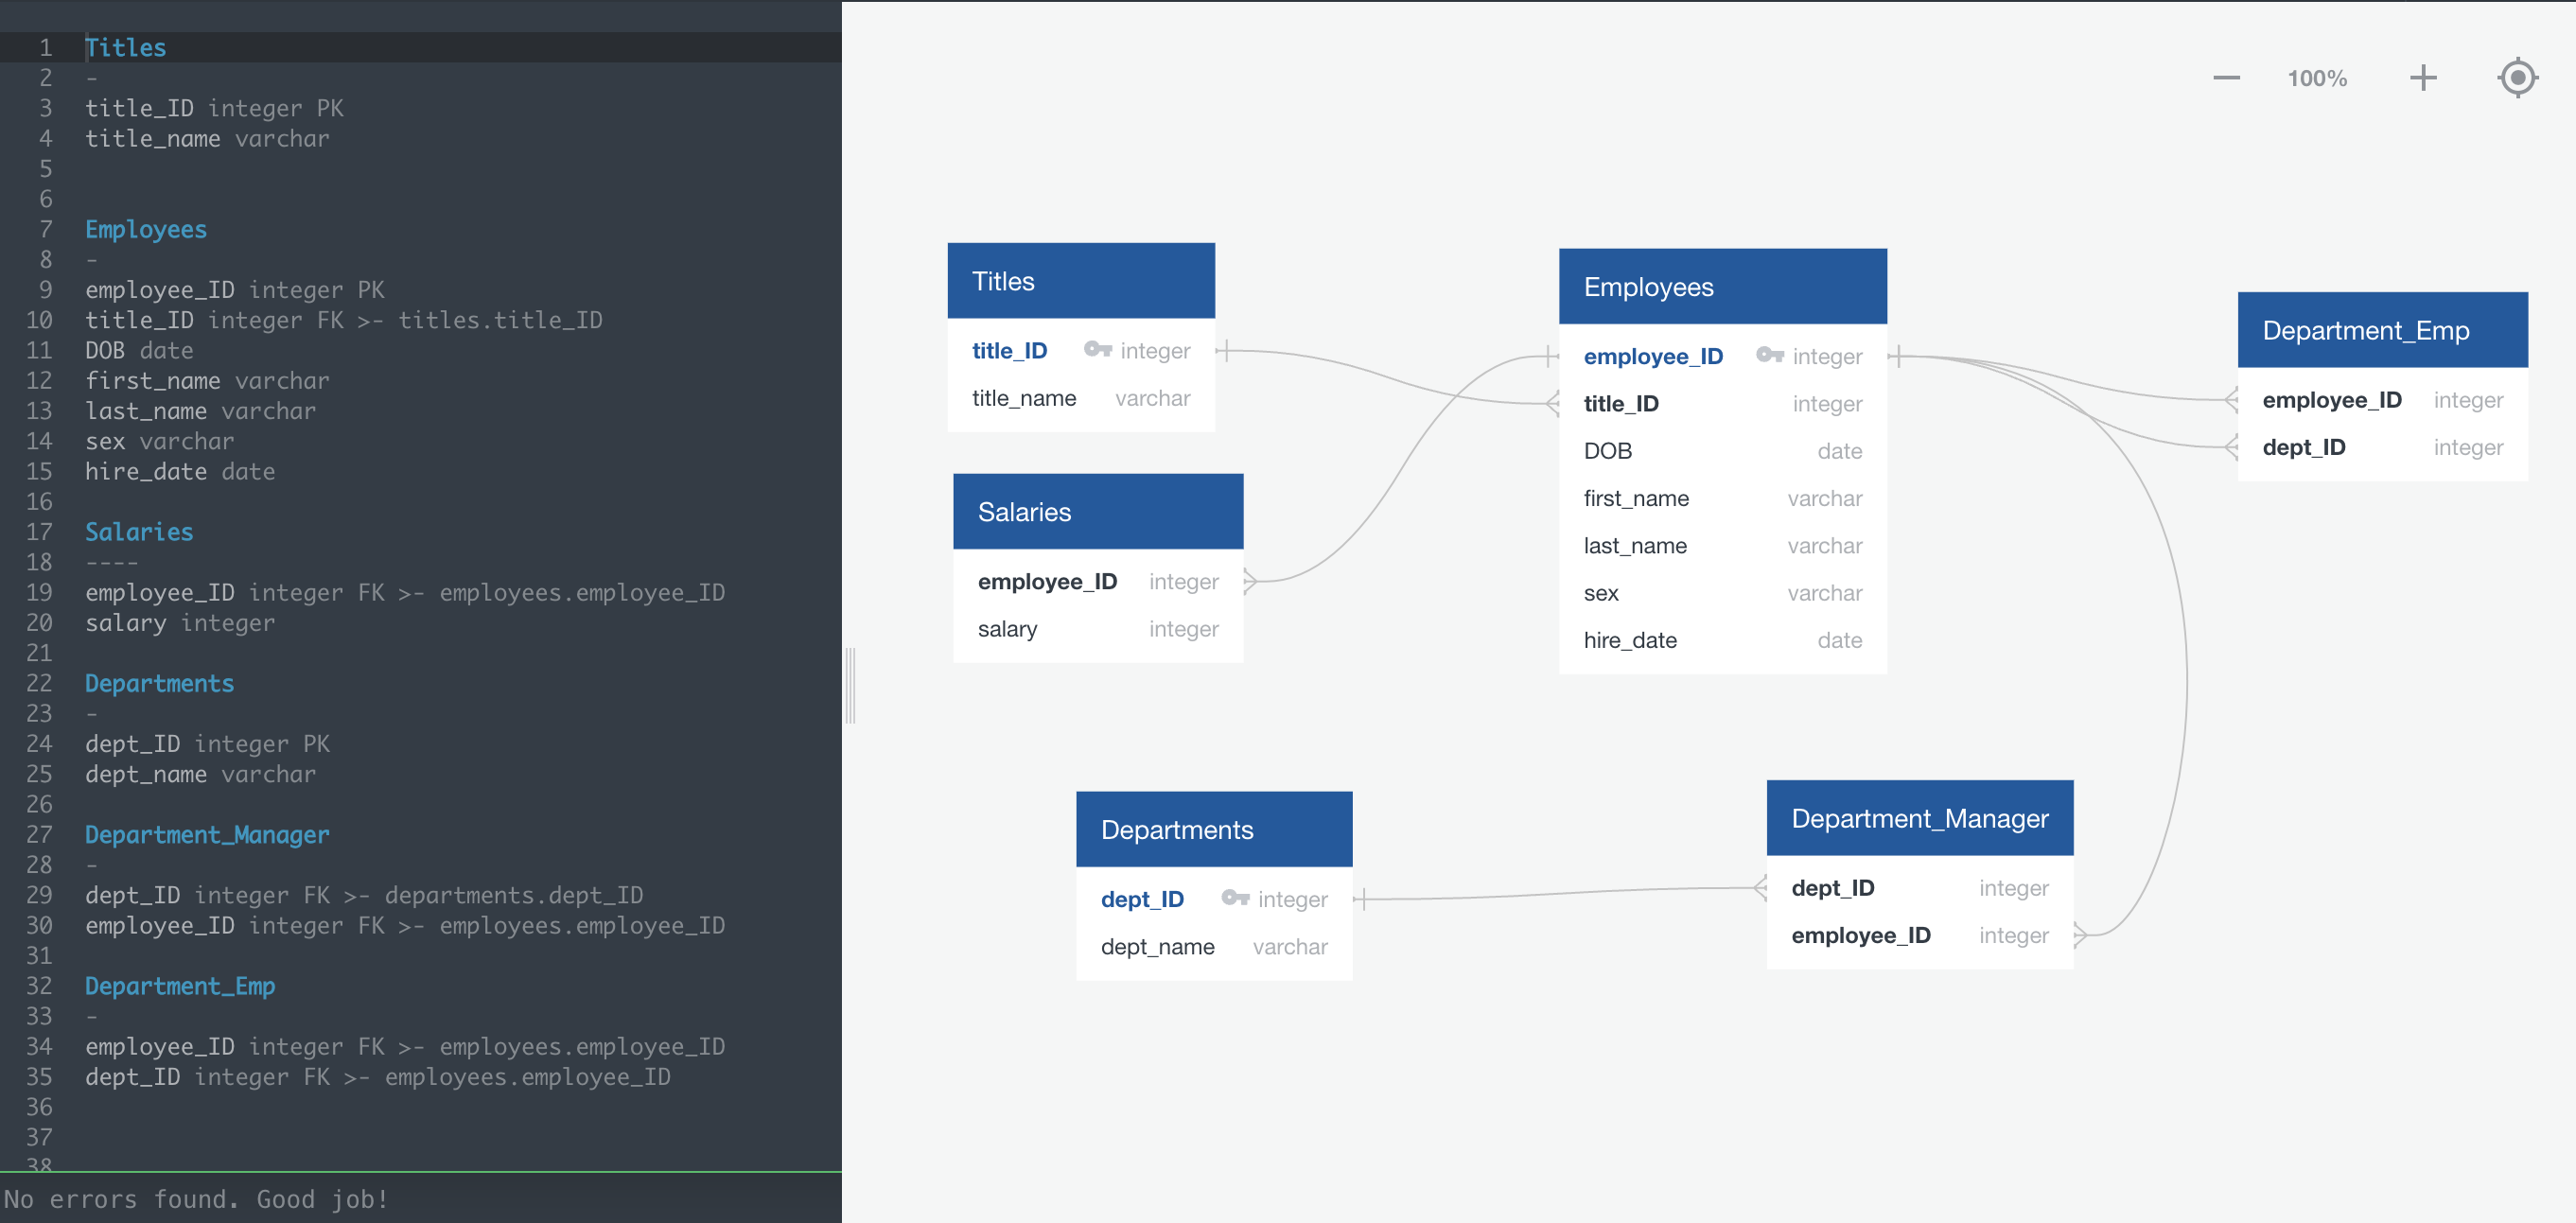 1 Titles
2 -
3 title_ID integer PK
4 title_name varchar
5
6
7 Employees
8 -
9 employee_ID integer PK
10 title_ID integer FK >- titles.title_ID
11 DOB date
12 first_name varchar
13 last_name varchar
14 sex varchar
15 hire_date date
16
17 Salaries
18 ----
19 employee_ID integer FK >- employees.employee_ID
20 salary integer
21
22 Departments
23 -
24 dept_ID integer PK
25 dept_name varchar
26
27 Department_Manager
28 -
29 dept_ID integer FK >- departments.dept_ID
30 employee_ID integer FK >- employees.employee_ID
31
32 Department_Emp
33 -
34 employee_ID integer FK >- employees.employee_ID
35 dept_ID integer FK >- employees.employee_ID
36
37
38
No errors found. Good job!
100%
Titles
title_ID integer
title_name varchar
Salaries
employee_ID integer
salary integer
Employees
employee_ID integer
title_ID integer
DOB date
first_name varchar
last_name varchar
sex varchar
hire_date date
Department_Emp
employee_ID integer
dept_ID integer
Departments
dept_ID integer
dept_name varchar
Department_Manager
dept_ID integer
employee_ID integer